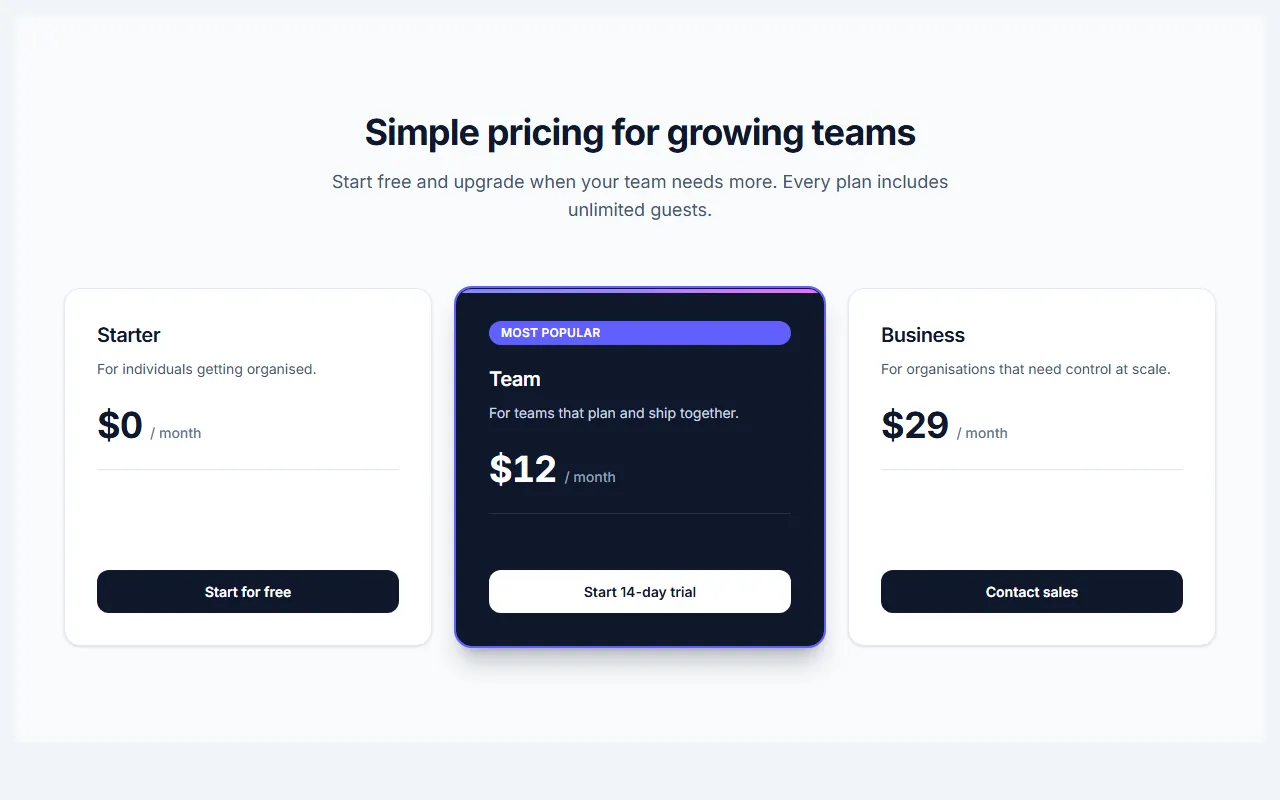 Simple pricing for growing teams
Start free and upgrade when your team needs more. Every plan includes
unlimited guests.
Starter
For individuals getting organised.
$0 / month
Start for free
MOST POPULAR
Team
For teams that plan and ship together.
$12 / month
Start 14-day trial
Business
For organisations that need control at scale.
$29 / month
Contact sales